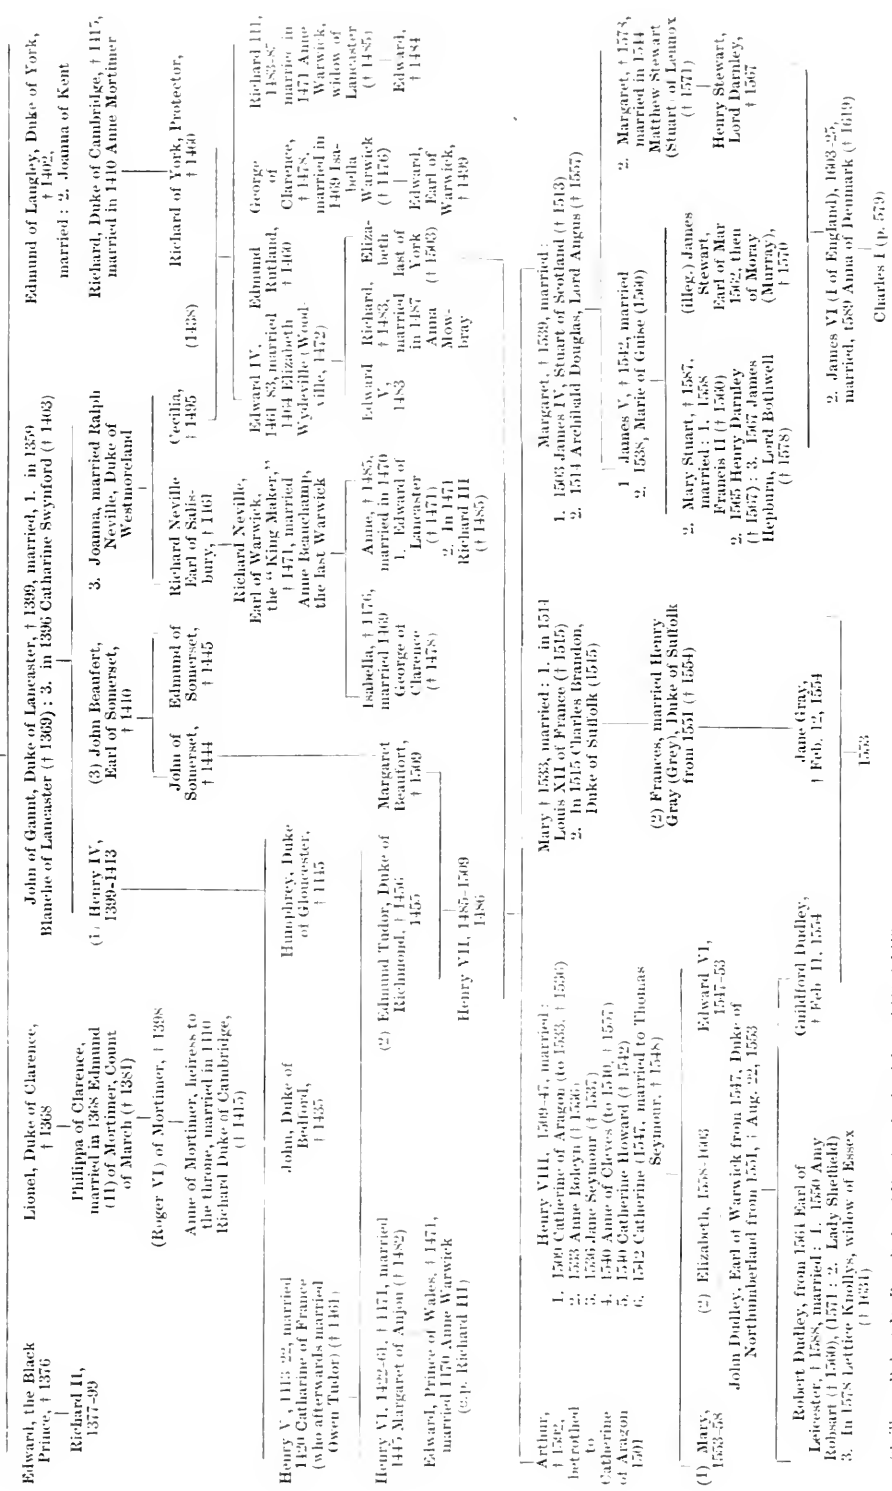 Edward, the Black
Prince, † 1376
Richard II,
1377-99
Lionel, Duke of Clarence,
† 1368
Philippa of Clarence,
married in 1368 Edmund
(II) of Mortimer, Count
of March († 1381)
(Roger VI) of Mortimer, † 1398
Anne of Mortimer, heiress to
the throne, married in 1410
Richard Duke of Cambridge,
(† 1415)
John of Gaunt, Duke of Lancaster, † 1399, married, 1. in 1359
Blanche of Lancaster († 1369) : 3. in 1396 Catharine Swynford († 1403)
(1) Henry IV,
1399-1413
(3) John Beaufert,
Earl of Somerset,
† 1410
3. Joanna, married Ralph
Neville, Duke of
Westmoreland
Edmund of Langley, Duke of York,
† 1402,
married : 2. Joanna of Kent
Richard, Duke of Cambridge, † 1415,
married in 1410 Anne Mortimer
John of
Somerset,
† 1444
Edmund of
Somerset,
† 1445
Richard Neville
Earl of Salis-
bury, † 1461
Cecilia,
† 1495
(1438)
Richard of York, Protector,
† 1460
Henry V, 1413-22, married
1420 Catharine of France
(who afterwards married
Owen Tudor) († 1461)
John, Duke of
Bedford,
† 1435
Humphrey, Duke
of Gloucester,
† 1445
Richard Neville,
Earl of Warwick,
the "King Maker,"
† 1471, married
Anne Beauchamp,
the last Warwick
Edward IV,
1461-83, married
1464 Elizabeth
Wydeville (Wood-
ville, 1472)
Edmund
Rutland,
† 1460
George
of
Clarence,
† 1478,
married in
1469 Isa-
bella
Warwick
(† 1476)
Edward,
Earl of
Warwick,
† 1499
Richard III,
1483-85
married in
1471 Anne
Warwick,
widow of
Lancaster
(† 1485)
Edward,
† 1484
Henry VI, 1422-61, † 1471, married
1445 Margaret of Anjou († 1482)
Edward, Prince of Wales, † 1471,
married 1470 Anne Warwick
(c.p. Richard III)
(2) Edmund Tudor, Duke of
Richmond, † 1456
1455
Margaret
Beaufort,
† 1509
Isabella, † 1476,
married 1469
George of
Clarence
(† 1478)
Anne, † 1485,
married in 1470
1. Edward of
Lancaster
(† 1471)
2. In 1471
Richard III
(† 1485)
Edward
V,
1483
Richard,
† 1483,
married
in 1487
Anna
Mow-
bray
Eliza-
beth
last of
York
(† 1503)
Henry VII, 1485-1509
1486
Arthur,
† 1502,
betrothed
to
Catherine
of Aragon
1501
Henry VIII, 1509-47, married :
1. 1509 Catharine of Aragon (to 1533, † 1536)
2. 1533 Anne Boleyn († 1536)
3. 1536 Jane Seymour († 1537)
4. 1540 Anne of Cleves (to 1540, † 1557)
5. 1540 Catharine Howard († 1542)
6. 1542 Catharine (1547, married to Thomas
Seymour, † 1548)
Mary † 1533, married : 1. in 1514
Louis XII of France († 1515)
2. In 1515 Charles Brandon,
Duke of Suffolk (1545)
Margaret, † 1539, married :
1. 1503 James IV, Stuart of Scotland († 1513)
2. 1514 Archibald Douglas, Lord Angus († 1557)
(1) Mary,
1553-58
(2) Elizabeth, 1558-1603
Edward VI,
1547-53
(2) Frances, married Henry
Gray (Grey), Duke of Suffolk
from 1551 († 1554)
1 James V, † 1542, married
2. 1538, Marie of Guise (1560)
2. Margaret, † 1578,
married in 1544
Matthew Stewart
(Stuart) of Lennox
(† 1571)
John Dudley, Earl of Warwick from 1547, Duke of
Northumberland from 1551, † Aug. 22, 1553
2. Mary Stuart, † 1587,
married : 1. 1558
Francis II († 1560)
2. 1565 Henry Darnley
(† 1567) : 3. 1567 James
Hepburn, Lord Bothwell
(† 1578)
(illeg.) James
Stewart,
Earl of Mar
1562, then
of Moray
(Murray),
† 1570
Henry Stewart,
Lord Darnley,
† 1567
Robert Dudley, from 1564 Earl of
Leicester, † 1588, married : 1. 1550 Amy
Robsart († 1560), (1571 : 2. Lady Sheffield)
3. In 1578 Lettice Knollys, widow of Essex
(† 1634)
Guildford Dudley,
† Feb. 11, 1554
Jane Gray,
† Feb. 12, 1554
1553
2. James VI (I of England), 1603-25,
married, 1589 Anna of Denmark († 1619)
Charles I (p. 579)